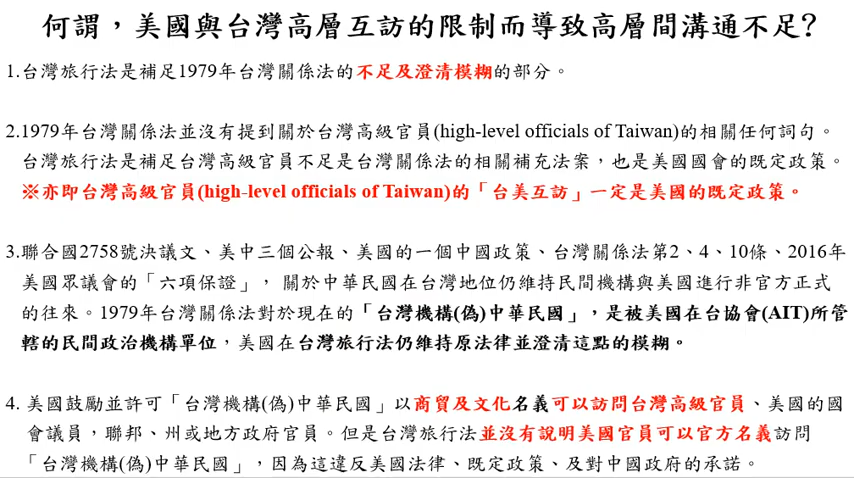 何謂，美國與台灣高層互訪的限制而導致高層間溝通不足?
1.台灣旅行法是補足1979年台灣關係法的不足及澄清模糊的部分。
2.1979年台灣關係法並沒有提到關於台灣高級官員(high-level officials of Taiwan)的相關任何詞句。
台灣旅行法是補足台灣高級官員不足是台灣關係法的相關補充法案，也是美國國會的既定政策。
※亦即台灣高級官員(high-level officials of Taiwan)的「台美互訪」一定是美國的既定政策。
3.聯合國2758號決議文、美中三個公報、美國的一個中國政策、台灣關係法第2、4、10條、2016年
美國眾議會的「六項保證」， 關於中華民國在台灣地位仍維持民間機構與美國進行非官方正式
的往來。1979年台灣關係法對於現在的「台灣機構(偽)中華民國」，是被美國在台協會(AIT)所管
轄的民間政治機構單位，美國在台灣旅行法仍維持原法律並澄清這點的模糊。
4. 美國鼓勵並許可「台灣機構(偽)中華民國」以商貿及文化名義可以訪問台灣高級官員、美國的國
會議員，聯邦、州或地方政府官員。但是台灣旅行法並沒有說明美國官員可以官方名義訪問
「台灣機構(偽)中華民國」，因為這違反美國法律、既定政策、及對中國政府的承諾。